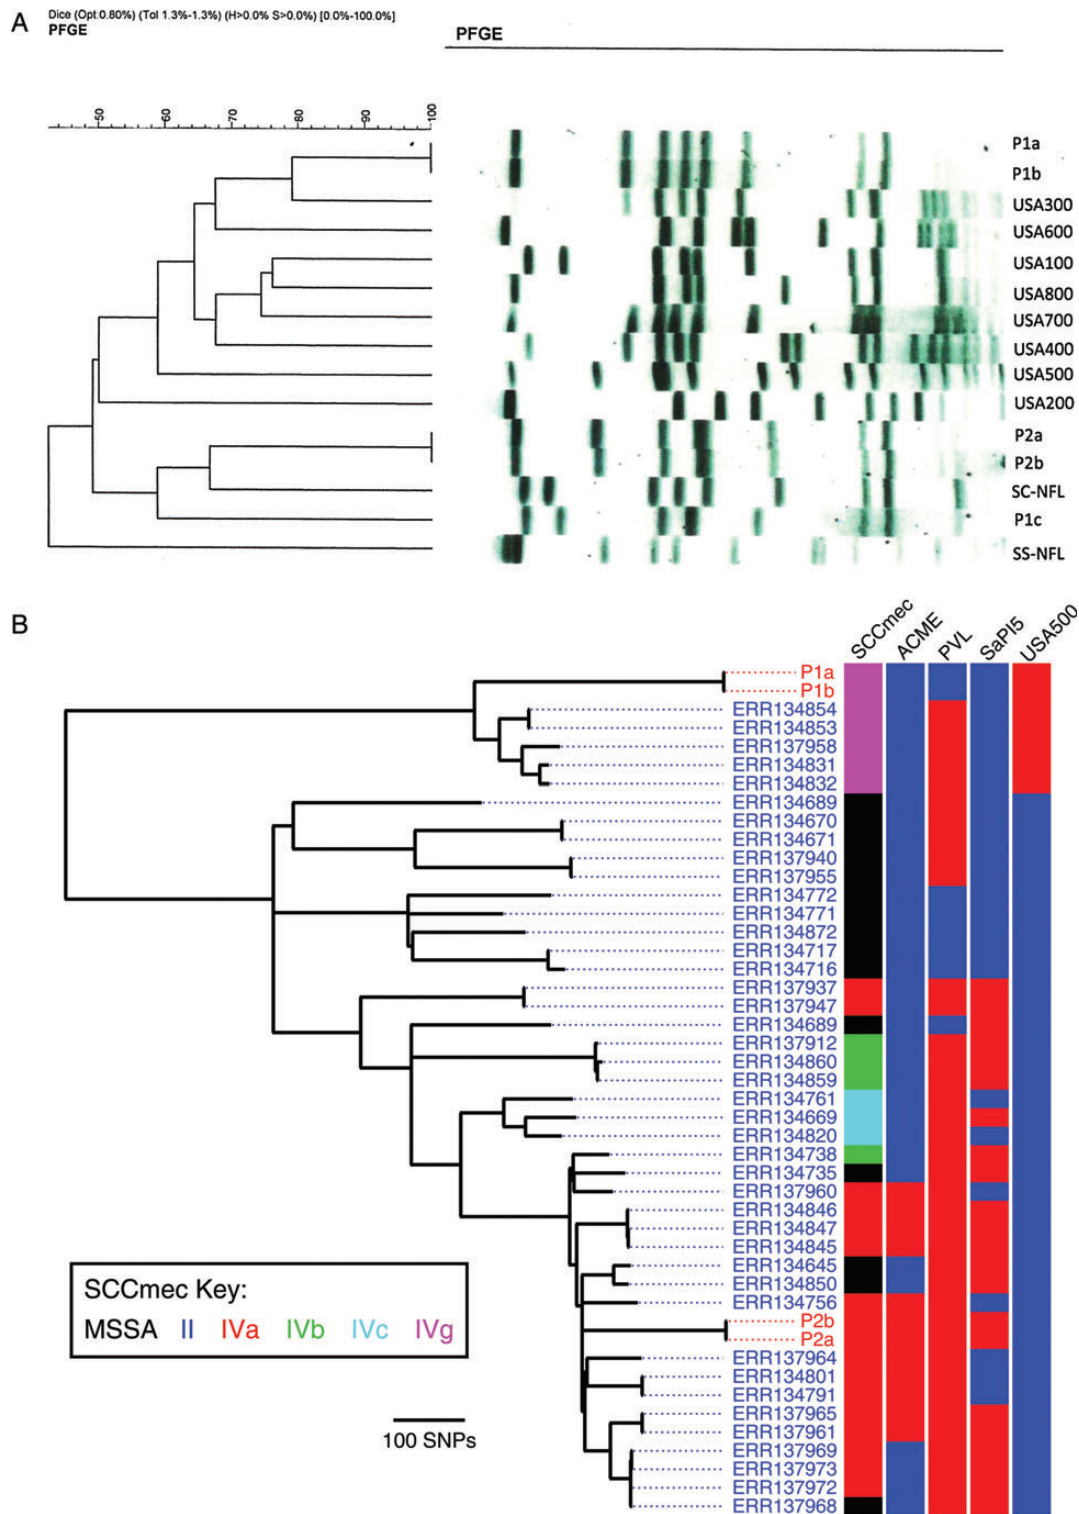 A
Dice (Opt:0.80%) (Tol 1.3%-1.3%) (H>0.0% S>0.0%) [0.0%-100.0%]
PFGE
PFGE
50 60 70 80 90 100
P1a
P1b
USA300
USA600
USA100
USA800
USA700
USA400
USA500
USA200
P2a
P2b
SC-NFL
P1c
SS-NFL
B
SCCmec ACME PVL SaPI5 USA500
P1a
P1b
ERR134854
ERR134853
ERR137958
ERR134831
ERR134832
ERR134689
ERR134670
ERR134671
ERR137940
ERR137955
ERR134772
ERR134771
ERR134872
ERR134717
ERR134716
ERR137937
ERR137947
ERR134689
ERR137912
ERR134860
ERR134859
ERR134761
ERR134669
ERR134820
ERR134738
ERR134735
ERR137960
ERR134846
ERR134847
ERR134845
ERR134645
ERR134850
ERR134756
P2b
P2a
ERR137964
ERR134801
ERR134791
ERR137965
ERR137961
ERR137969
ERR137973
ERR137972
ERR137968
SCCmec Key:
MSSA II IVa IVb IVc IVg
100 SNPs